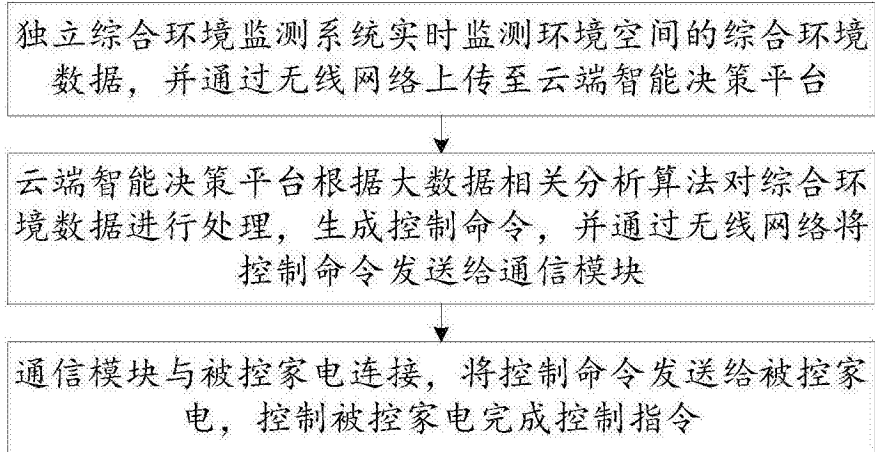 独立综合环境监测系统实时监测环境空间的综合环境
数据，并通过无线网络上传至云端智能决策平台
云端智能决策平台根据大数据相关分析算法对综合环
境数据进行处理，生成控制命令，并通过无线网络将
控制命令发送给通信模块
通信模块与被控家电连接，将控制命令发送给被控家
电，控制被控家电完成控制指令